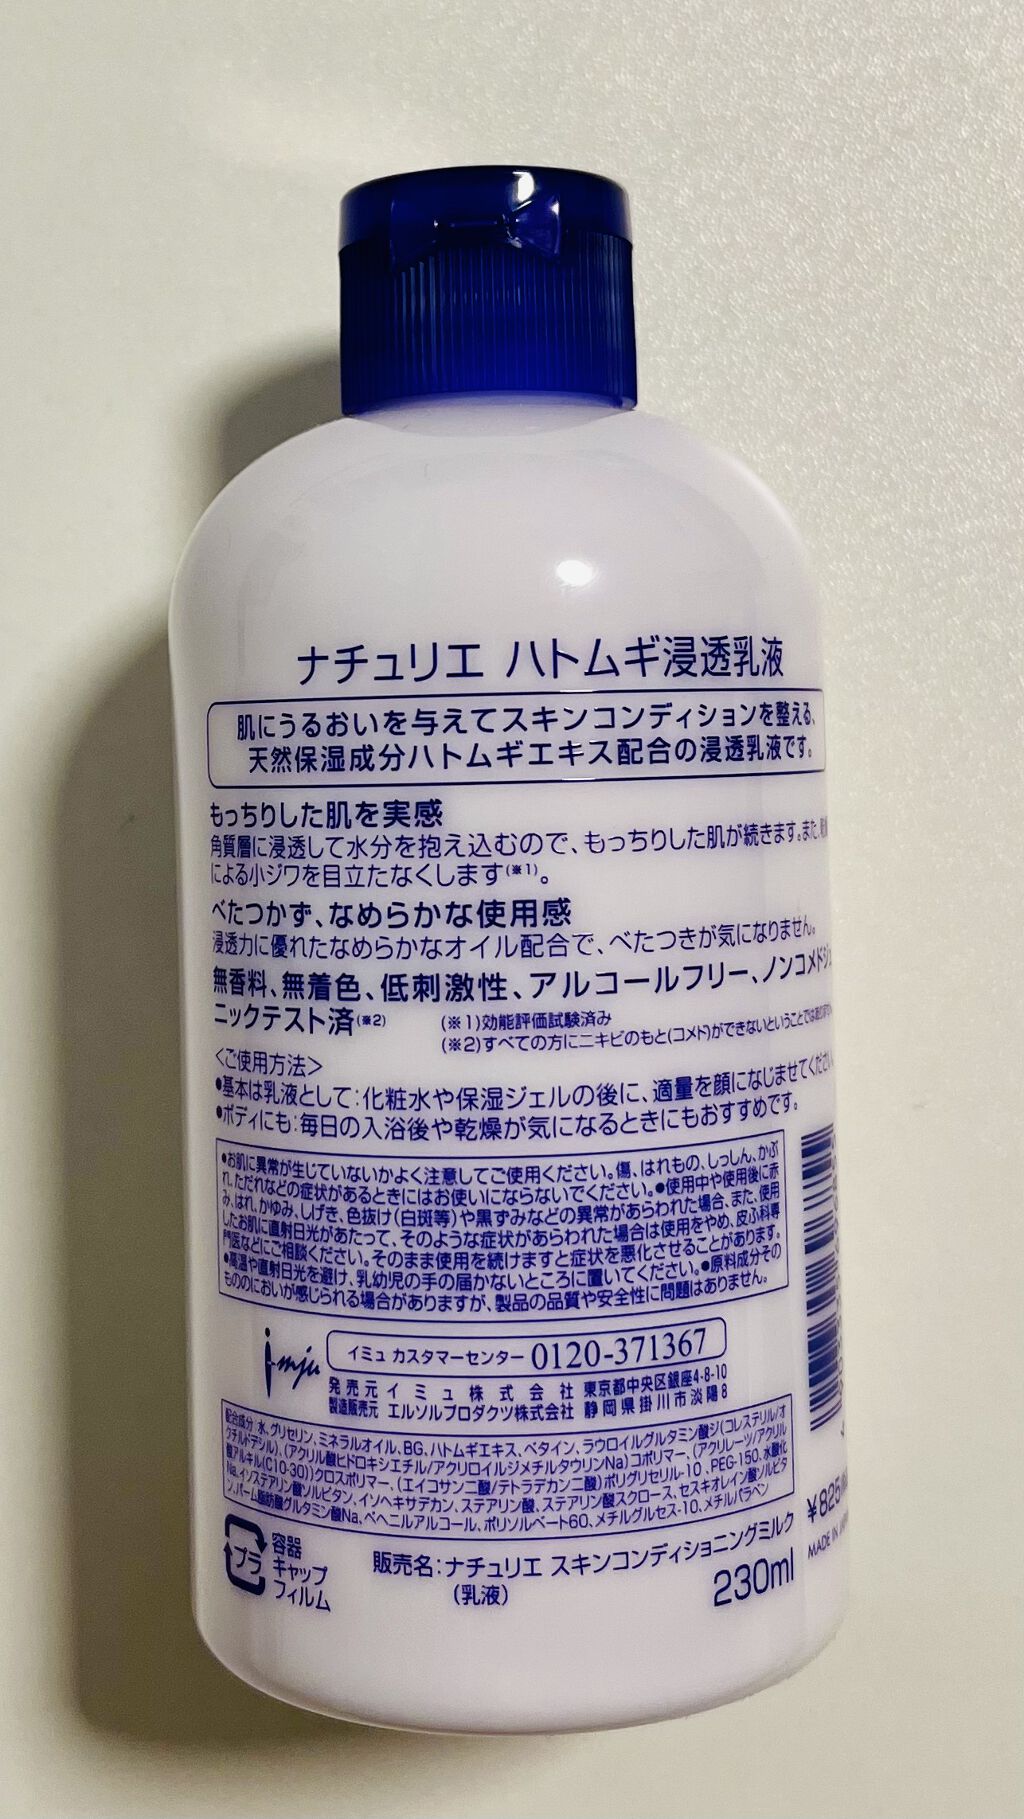 ナチュリエ ハトムギ浸透乳液
肌にうるおいを与えてスキンコンディションを整える、
天然保湿成分ハトムギエキス配合の浸透乳液です。
もっちりした肌を実感
角質層に浸透して水分を抱え込むので、もっちりした肌が続きます。また、
による小ジワを目立たなくします(※1)。
べたつかず、なめらかな使用感
浸透力に優れたなめらかなオイル配合で、べたつきが気になりません。
無香料、無着色、低刺激性、アルコールフリー、ノンコメドジェ
ニックテスト済(※2)
(※1)効能評価試験済み
(※2)すべての方にニキビのもと(コメド)ができないということでは
<ご使用方法>
•基本は乳液として:化粧水や保湿ジェルの後に、適量を顔になじませてください
•ボディにも:毎日の入浴後や乾燥が気になるときにもおすすめです。
•お肌に異常が生じていないかよく注意してご使用ください。傷、はれもの、しっしん、かぶ
れ、ただれなどの症状があるときにはお使いにならないでください。•使用中や使用後に赤
み、はれ、かゆみ、しげき、色抜け(白斑等)や黒ずみなどの異常があらわれた場合、また、使用
したお肌に直射日光があたって、そのような症状があらわれた場合は使用をやめ、皮ふ科専
門医などにご相談ください。そのまま使用を続けますと症状を悪化させることがあります。
•高温や直射日光を避け、乳幼児の手の届かないところに置いてください。•原料成分その
もののにおいが感じられる場合がありますが、製品の品質や安全性に問題はありません。
imju
イミュ カスタマーセンター 0120-371367
発売元 イミュ株式会社 東京都中央区銀座4-8-10
製造販売元 エルソルプロダクツ株式会社 静岡県掛川市淡陽8
配合成分 水、グリセリン、ミネラルオイル、BG、ハトムギエキス、ベタイン、ラウロイルグルタミン酸ジ(コレステリル/オ
クチルドデシル)、(アクリル酸ヒドロキシエチル/アクリロイルジメチルタウリンNa)コポリマー、(アクリレーツ/アクリル
酸アルキル(C10-30))クロスポリマー、(エイコサン二酸/テトラデカン二酸)ポリグリセリル-10、PEG-150、水酸化
Na、イソステアリン酸ソルビタン、イソヘキサデカン、ステアリン酸、ステアリン酸スクロース、セスキオレイン酸ソルビタ
ン、パーム脂肪酸グルタミン酸Na、ベヘニルアルコール、ポリソルベート60、メチルグルセス-10、メチルパラベン
プラ
容器
キャップ
フィルム
販売名:ナチュリエ スキンコンディショニングミルク
(乳液)
230ml
¥825
MADE IN